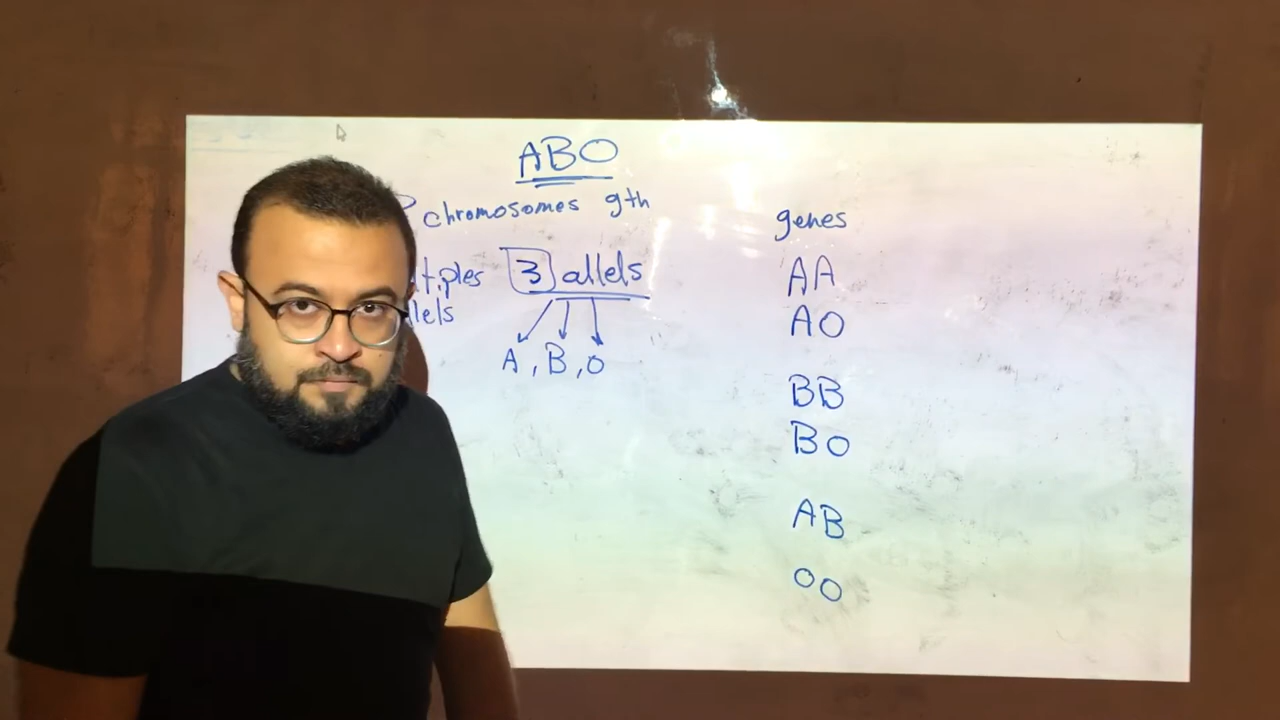 ABO
chromosomes 9th
3 allels
A, B, O
genes
AA
AO
BB
BO
AB
OO